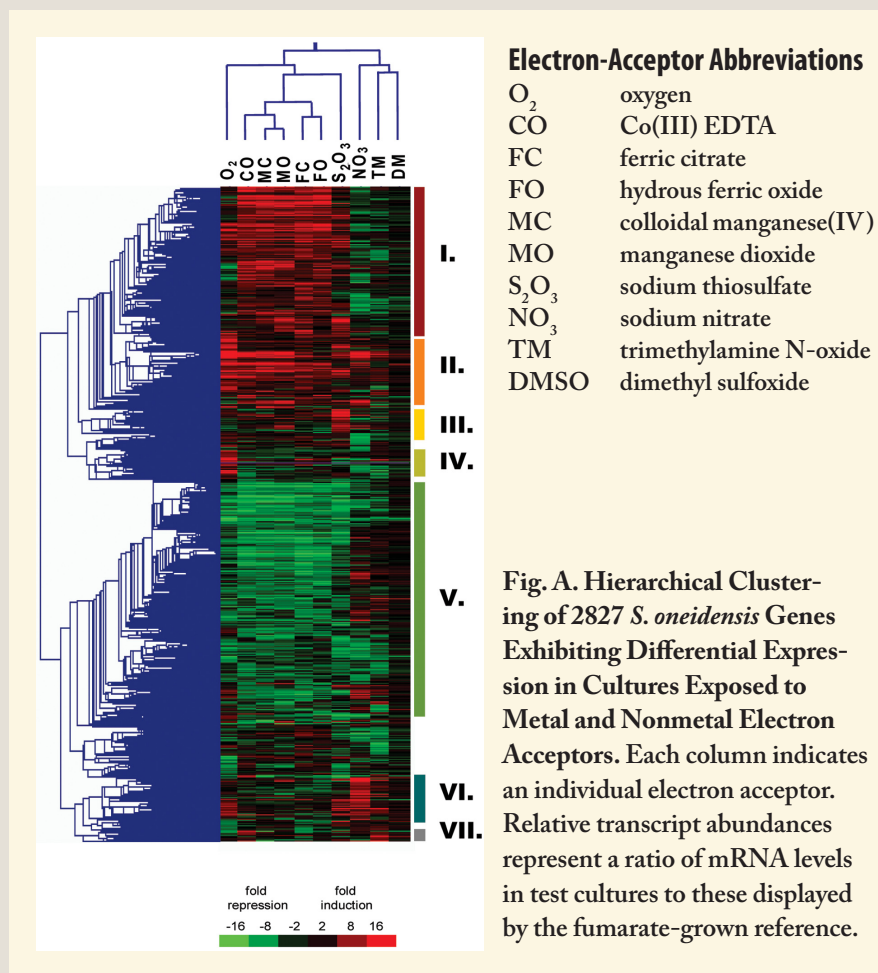 O₂ CO MC MO FC FO S₂O₃ NO₃ TM DM
I.
II.
III.
IV.
V.
VI.
VII.
fold repression
fold induction
-16 -8 -2 2 8 16
Electron-Acceptor Abbreviations
O₂ oxygen
CO Co(III) EDTA
FC ferric citrate
FO hydrous ferric oxide
MC colloidal manganese(IV)
MO manganese dioxide
S₂O₃ sodium thiosulfate
NO₃ sodium nitrate
TM trimethylamine N-oxide
DMSO dimethyl sulfoxide
Fig. A. Hierarchical Cluster-
ing of 2827 S. oneidensis Genes
Exhibiting Differential Expres-
sion in Cultures Exposed to
Metal and Nonmetal Electron
Acceptors. Each column indicates
an individual electron acceptor.
Relative transcript abundances
represent a ratio of mRNA levels
in test cultures to these displayed
by the fumarate-grown reference.